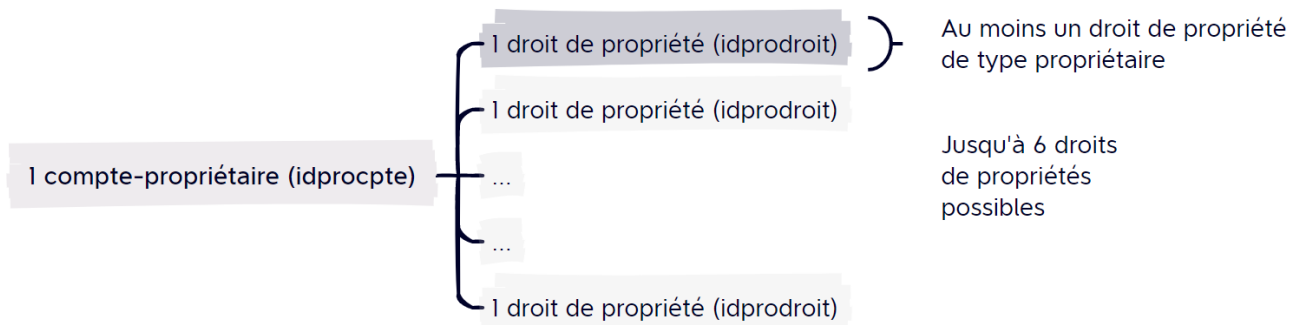 1 droit de propriété (idprodroit)
Au moins un droit de propriété
de type propriétaire
1 droit de propriété (idprodroit)
Jusqu'à 6 droits
de propriétés
possibles
1 compte-propriétaire (idprocpte)
...
...
1 droit de propriété (idprodroit)